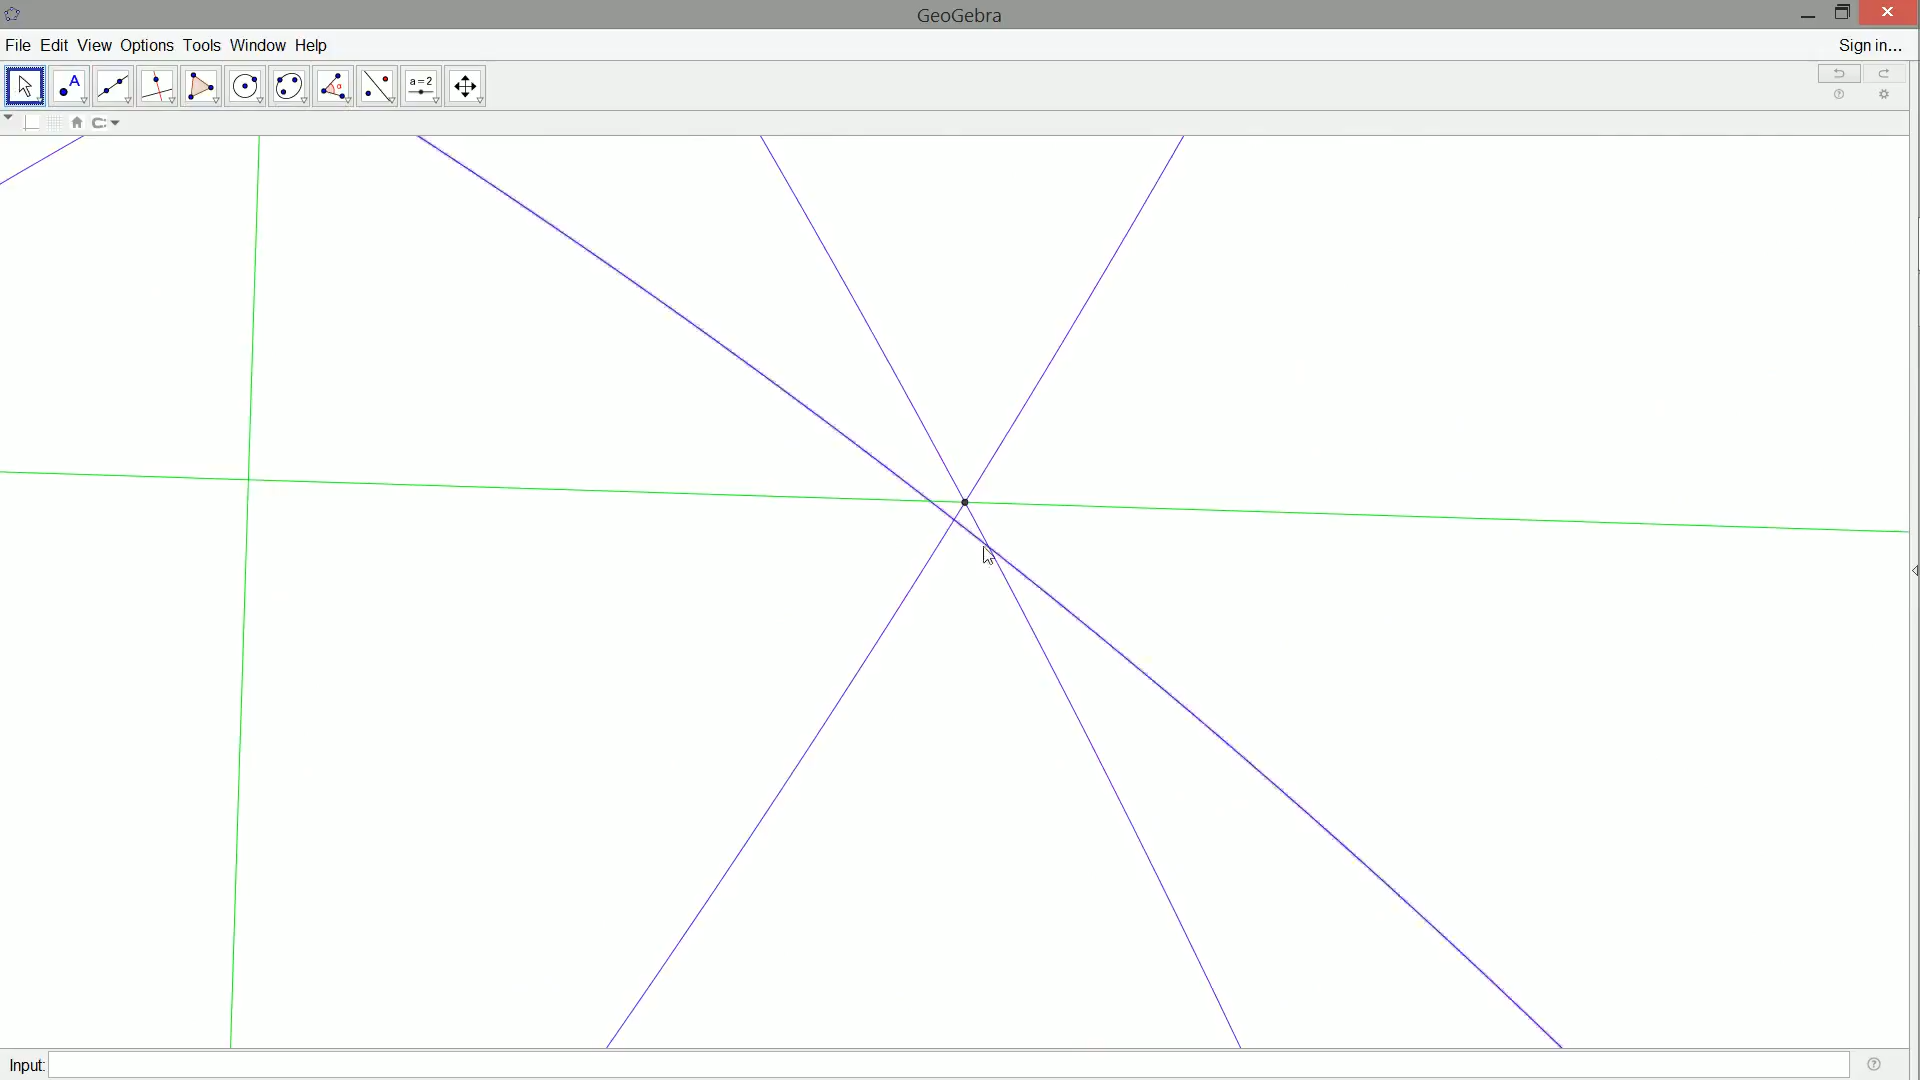 GeoGebra
File Edit View Options Tools Window Help
Sign in...
A
α
a=2
Input: